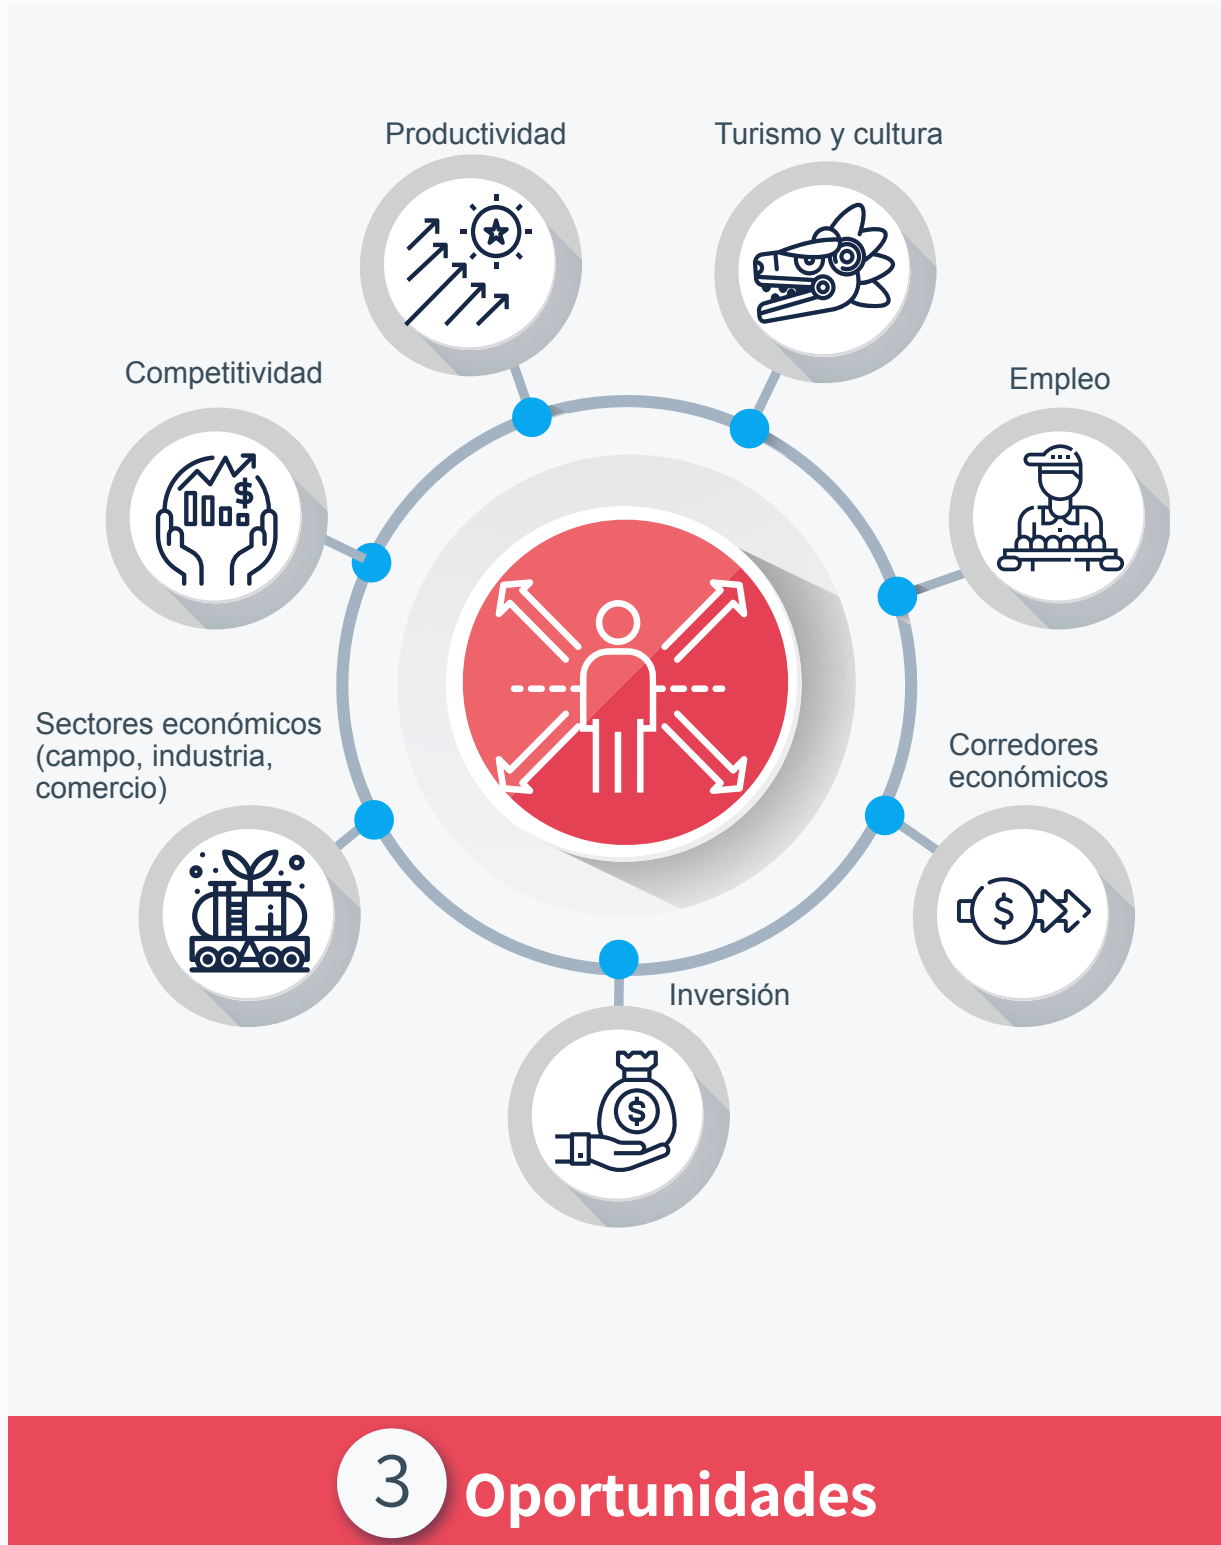 Productividad
Turismo y cultura
Competitividad
Empleo
$
Sectores económicos
(campo, industria,
comercio)
Corredores
económicos
$
Inversión
$
3
Oportunidades